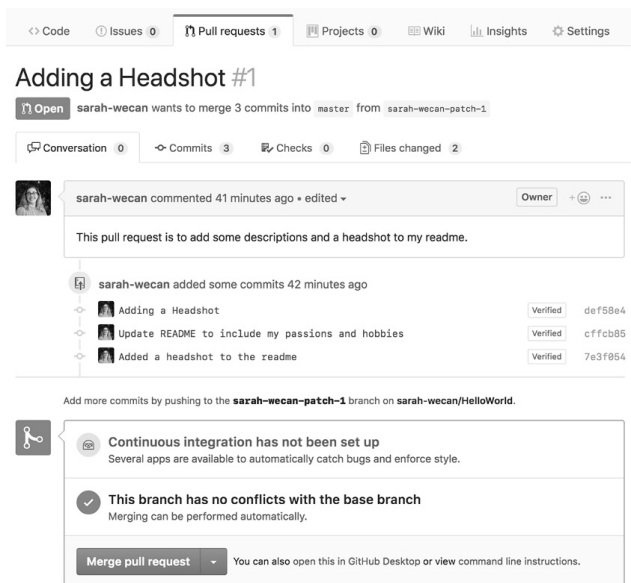 Code Issues 0 Pull requests 1 Projects 0 Wiki Insights Settings
Adding a Headshot #1
Open sarah-wecan wants to merge 3 commits into master from sarah-wecan-patch-1
Conversation 0 Commits 3 Checks 0 Files changed 2
sarah-wecan commented 41 minutes ago • edited Owner
This pull request is to add some descriptions and a headshot to my readme.
sarah-wecan added some commits 42 minutes ago
Adding a Headshot Verified def58e4
Update README to include my passions and hobbies Verified cffcb85
Added a headshot to the readme Verified 7e3f054
Add more commits by pushing to the sarah-wecan-patch-1 branch on sarah-wecan/HelloWorld.
Continuous integration has not been set up
Several apps are available to automatically catch bugs and enforce style.
This branch has no conflicts with the base branch
Merging can be performed automatically.
Merge pull request You can also open this in GitHub Desktop or view command line instructions.